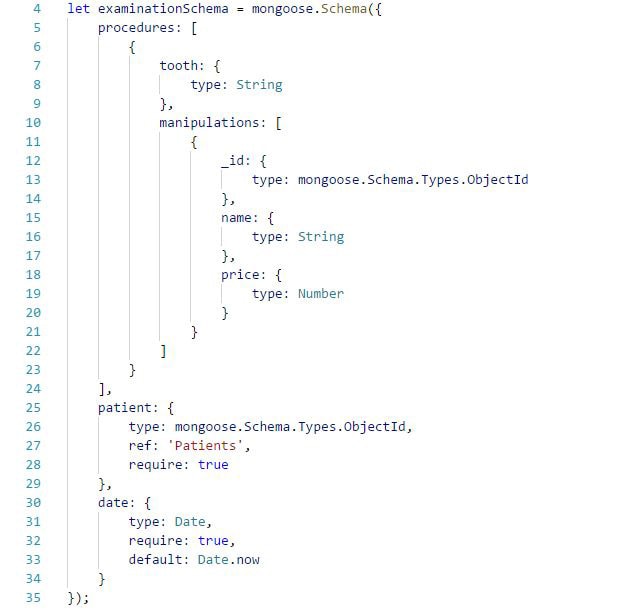 4 let examinationSchema = mongoose.Schema({
5     procedures: [
6         {
7             tooth: {
8                 type: String
9             },
10             manipulations: [
11                 {
12                     _id: {
13                         type: mongoose.Schema.Types.ObjectId
14                     },
15                     name: {
16                         type: String
17                     },
18                     price: {
19                         type: Number
20                     }
21                 }
22             ]
23         }
24     ],
25     patient: {
26         type: mongoose.Schema.Types.ObjectId,
27         ref: 'Patients',
28         require: true
29     },
30     date: {
31         type: Date,
32         require: true,
33         default: Date.now
34     }
35 });